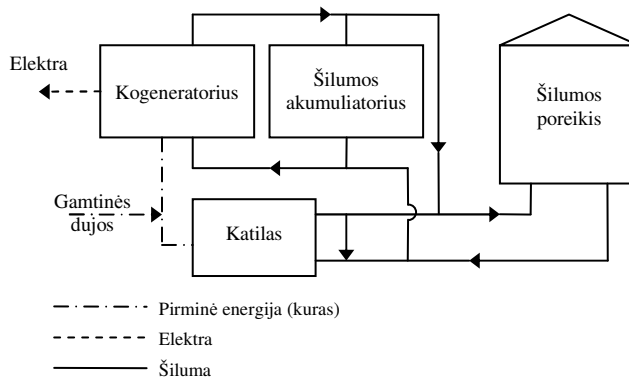 Elektra
Kogeneratorius
Šilumos
akumuliatorius
Šilumos
poreikis
Gamtinės
dujos
Katilas
Pirminė energija (kuras)
Elektra
Šiluma